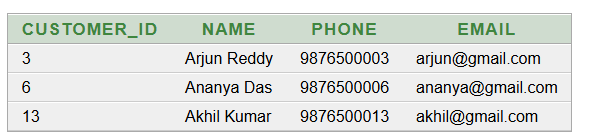 CUSTOMER_ID NAME PHONE EMAIL
3 Arjun Reddy 9876500003 arjun@gmail.com
6 Ananya Das 9876500006 ananya@gmail.com
13 Akhil Kumar 9876500013 akhil@gmail.com